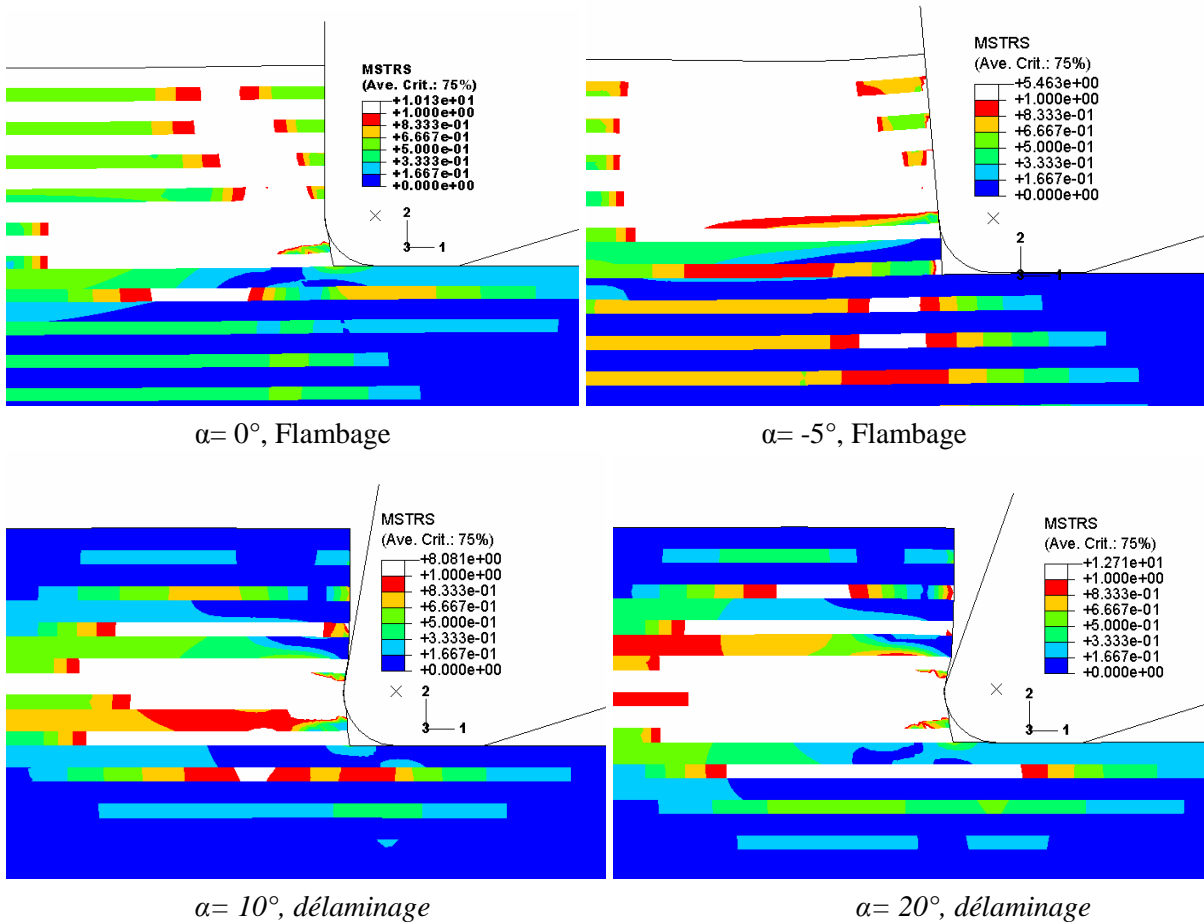 MSTRS
(Ave. Crit.: 75%)
+1.013e+01
+1.000e+00
+8.333e-01
+6.667e-01
+5.000e-01
+3.333e-01
+1.667e-01
+0.000e+00
2
3
1
α= 0°, Flambage
MSTRS
(Ave. Crit.: 75%)
+5.463e+00
+1.000e+00
+8.333e-01
+6.667e-01
+5.000e-01
+3.333e-01
+1.667e-01
+0.000e+00
2
3
1
α= -5°, Flambage
MSTRS
(Ave. Crit.: 75%)
+8.081e+00
+1.000e+00
+8.333e-01
+6.667e-01
+5.000e-01
+3.333e-01
+1.667e-01
+0.000e+00
2
3
1
α= 10°, délaminage
MSTRS
(Ave. Crit.: 75%)
+1.271e+01
+1.000e+00
+8.333e-01
+6.667e-01
+5.000e-01
+3.333e-01
+1.667e-01
+0.000e+00
2
3
1
α= 20°, délaminage